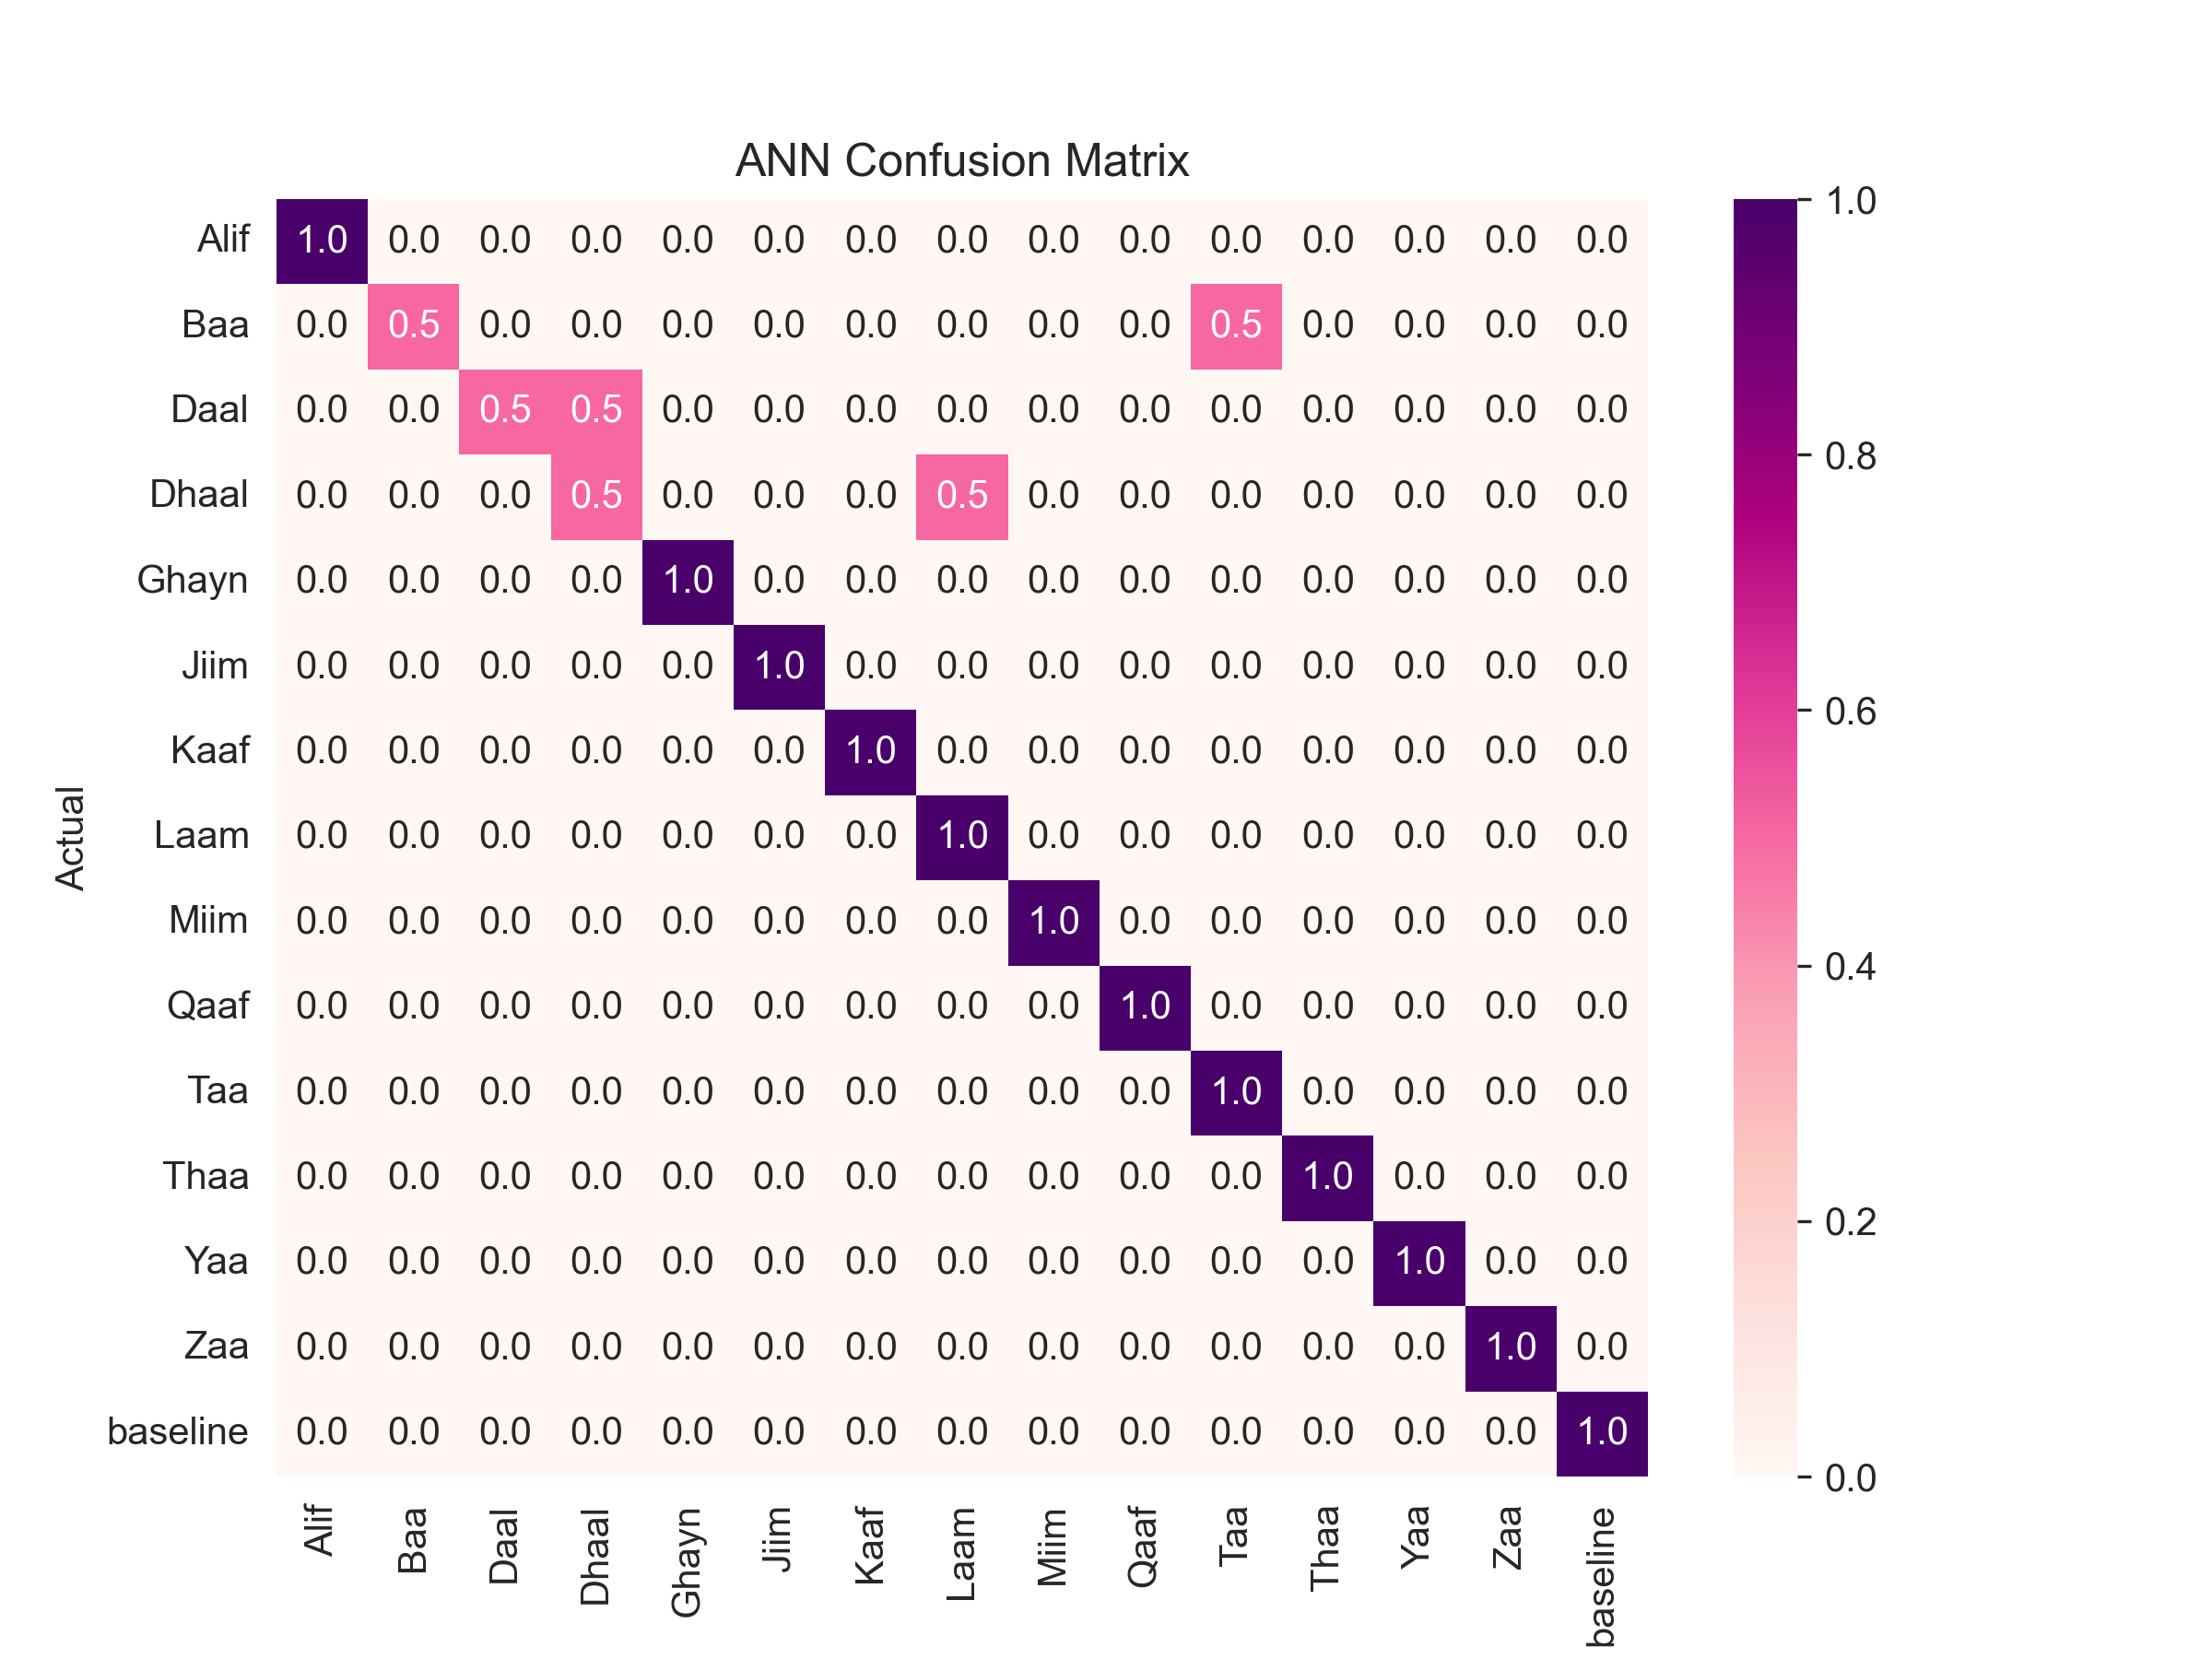 ANN Confusion Matrix
Alif 1.0 0.0 0.0 0.0 0.0 0.0 0.0 0.0 0.0 0.0 0.0 0.0 0.0 0.0 0.0
Baa 0.0 0.5 0.0 0.0 0.0 0.0 0.0 0.0 0.0 0.0 0.5 0.0 0.0 0.0 0.0
Daal 0.0 0.0 0.5 0.5 0.0 0.0 0.0 0.0 0.0 0.0 0.0 0.0 0.0 0.0 0.0
Dhaal 0.0 0.0 0.0 0.5 0.0 0.0 0.0 0.5 0.0 0.0 0.0 0.0 0.0 0.0 0.0
Ghayn 0.0 0.0 0.0 0.0 1.0 0.0 0.0 0.0 0.0 0.0 0.0 0.0 0.0 0.0 0.0
Jiim 0.0 0.0 0.0 0.0 0.0 1.0 0.0 0.0 0.0 0.0 0.0 0.0 0.0 0.0 0.0
Kaaf 0.0 0.0 0.0 0.0 0.0 0.0 1.0 0.0 0.0 0.0 0.0 0.0 0.0 0.0 0.0
Laam 0.0 0.0 0.0 0.0 0.0 0.0 0.0 1.0 0.0 0.0 0.0 0.0 0.0 0.0 0.0
Miim 0.0 0.0 0.0 0.0 0.0 0.0 0.0 0.0 1.0 0.0 0.0 0.0 0.0 0.0 0.0
Qaaf 0.0 0.0 0.0 0.0 0.0 0.0 0.0 0.0 0.0 1.0 0.0 0.0 0.0 0.0 0.0
Taa 0.0 0.0 0.0 0.0 0.0 0.0 0.0 0.0 0.0 0.0 1.0 0.0 0.0 0.0 0.0
Thaa 0.0 0.0 0.0 0.0 0.0 0.0 0.0 0.0 0.0 0.0 0.0 1.0 0.0 0.0 0.0
Yaa 0.0 0.0 0.0 0.0 0.0 0.0 0.0 0.0 0.0 0.0 0.0 0.0 1.0 0.0 0.0
Zaa 0.0 0.0 0.0 0.0 0.0 0.0 0.0 0.0 0.0 0.0 0.0 0.0 0.0 1.0 0.0
baseline 0.0 0.0 0.0 0.0 0.0 0.0 0.0 0.0 0.0 0.0 0.0 0.0 0.0 0.0 1.0
Actual
Alif Baa Daal Dhaal Ghayn Jiim Kaaf Laam Miim Qaaf Taa Thaa Yaa Zaa baseline
1.0
0.8
0.6
0.4
0.2
0.0